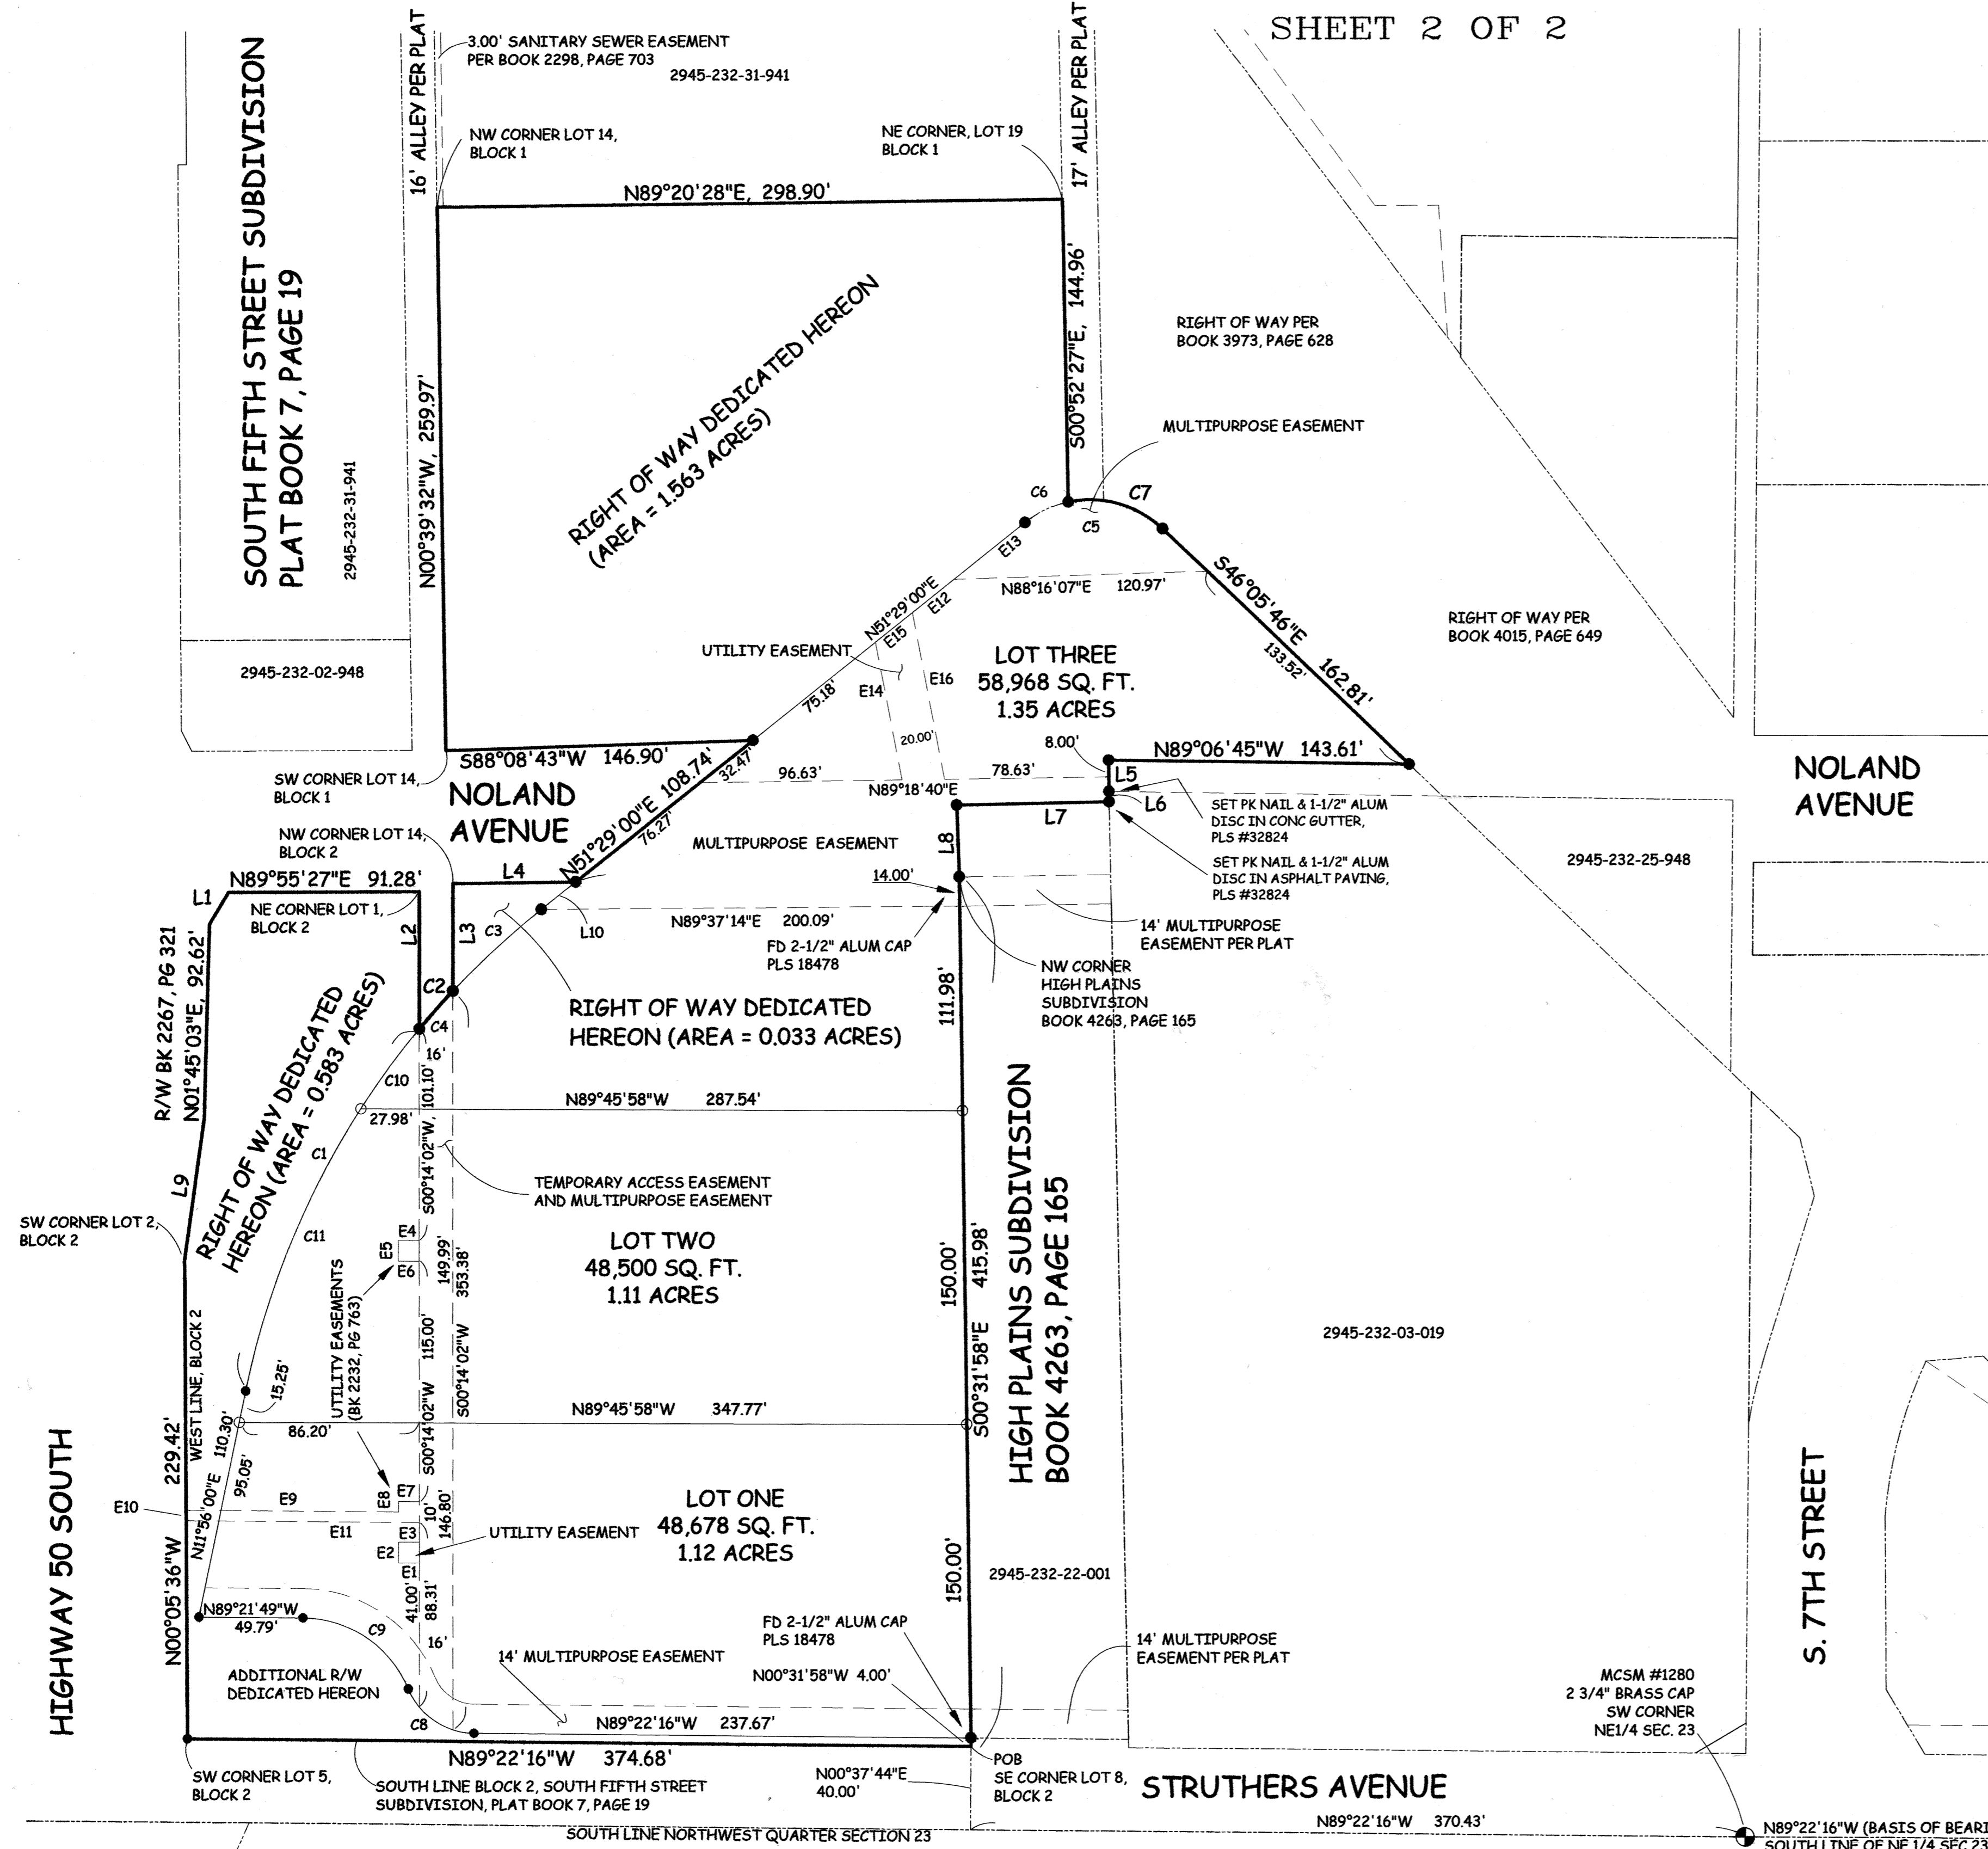 SHEET 2 OF 2
3.00' SANITARY SEWER EASEMENT
PER BOOK 2298, PAGE 703
2945-232-31-941
16' ALLEY PER PLAT
17' ALLEY PER PLAT
SOUTH FIFTH STREET SUBDIVISION
PLAT BOOK 7, PAGE 19
2945-232-31-941
NW CORNER LOT 14,
BLOCK 1
NE CORNER, LOT 19
BLOCK 1
N89°20'28"E, 298.90'
N00°39'32"W, 259.97'
S00°52'27"E, 144.96'
RIGHT OF WAY DEDICATED HEREON
(AREA = 1.563 ACRES)
RIGHT OF WAY PER
BOOK 3973, PAGE 628
MULTIPURPOSE EASEMENT
C6
C7
C5
E13
N88°16'07"E 120.97'
S46°05'46"E 162.81'
133.52'
RIGHT OF WAY PER
BOOK 4015, PAGE 649
2945-232-02-948
N51°29'00"E
E12
E15
UTILITY EASEMENT
E14
E16
75.18'
20.00'
LOT THREE
58,968 SQ. FT.
1.35 ACRES
8.00'
N89°06'45"W 143.61'
S88°08'43"W 146.90'
SW CORNER LOT 14,
BLOCK 1
NOLAND
AVENUE
N51°29'00"E 108.74'
32.47'
76.27'
96.63'
78.63'
N89°18'40"E
L5
L6
L7
L8
SET PK NAIL & 1-1/2" ALUM
DISC IN CONC GUTTER,
PLS #32824
SET PK NAIL & 1-1/2" ALUM
DISC IN ASPHALT PAVING,
PLS #32824
NOLAND
AVENUE
2945-232-25-948
NW CORNER LOT 14,
BLOCK 2
MULTIPURPOSE EASEMENT
14.00'
L1
N89°55'27"E 91.28'
NE CORNER LOT 1,
BLOCK 2
L2
L3
L4
C3
L10
N89°37'14"E 200.09'
FD 2-1/2" ALUM CAP
PLS 18478
14' MULTIPURPOSE
EASEMENT PER PLAT
NW CORNER
HIGH PLAINS
SUBDIVISION
BOOK 4263, PAGE 165
R/W BK 2267, PG 321
N01°45'03"E, 92.62'
C2
C4
16'
RIGHT OF WAY DEDICATED
HEREON (AREA = 0.033 ACRES)
111.98'
RIGHT OF WAY DEDICATED
HEREON (AREA = 0.583 ACRES)
C10
27.98'
S00°14'02"W, 101.10'
N89°45'58"W 287.54'
C1
L9
C11
TEMPORARY ACCESS EASEMENT
AND MULTIPURPOSE EASEMENT
SW CORNER LOT 2,
BLOCK 2
E4
E5
E6
149.99'
353.38'
LOT TWO
48,500 SQ. FT.
1.11 ACRES
150.00'
S00°31'58"E 415.98'
HIGH PLAINS SUBDIVISION
BOOK 4263, PAGE 165
2945-232-03-019
WEST LINE, BLOCK 2
UTILITY EASEMENTS
(BK 2232, PG 763)
S00°14'02"W 115.00'
S00°14'02"W
15.25'
86.20'
N89°45'58"W 347.77'
HIGHWAY 50 SOUTH
N00°05'36"W 229.42'
N11°56'00"E 110.30'
95.05'
E10
E9
E8
E7
10'
146.80'
E11
E3
E2
E1
UTILITY EASEMENT
LOT ONE
48,678 SQ. FT.
1.12 ACRES
150.00'
2945-232-22-001
S. 7TH STREET
41.00'
88.31'
N89°21'49"W
49.79'
C9
16'
14' MULTIPURPOSE EASEMENT
FD 2-1/2" ALUM CAP
PLS 18478
N00°31'58"W 4.00'
14' MULTIPURPOSE
EASEMENT PER PLAT
ADDITIONAL R/W
DEDICATED HEREON
C8
N89°22'16"W 237.67'
N89°22'16"W 374.68'
MCSM #1280
2 3/4" BRASS CAP
SW CORNER
NE1/4 SEC. 23
SW CORNER LOT 5,
BLOCK 2
SOUTH LINE BLOCK 2, SOUTH FIFTH STREET
SUBDIVISION, PLAT BOOK 7, PAGE 19
N00°37'44"E
40.00'
POB
SE CORNER LOT 8,
BLOCK 2
STRUTHERS AVENUE
SOUTH LINE NORTHWEST QUARTER SECTION 23
N89°22'16"W 370.43'
N89°22'16"W (BASIS OF BEARI
SOUTH LINE OF NE 1/4 SEC 23